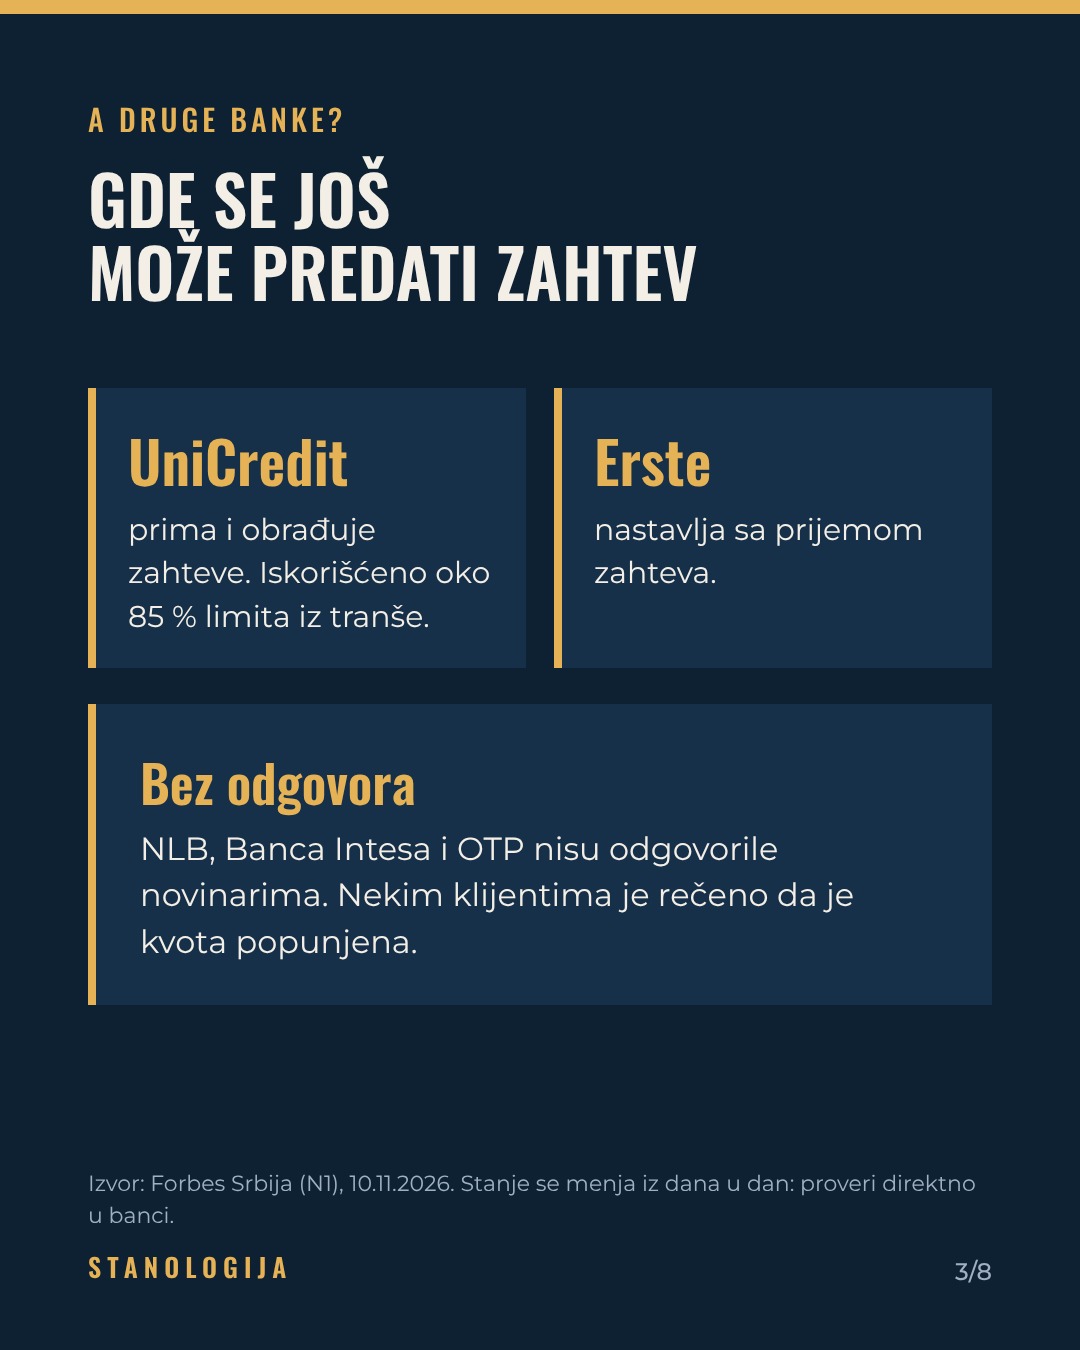 A DRUGE BANKE?
GDE SE JOŠ
MOŽE PREDATI ZAHTEV
UniCredit
prima i obrađuje
zahteve. Iskorišćeno oko
85 % limita iz tranše.
Erste
nastavlja sa prijemom
zahteva.
Bez odgovora
NLB, Banca Intesa i OTP nisu odgovorile
novinarima. Nekim klijentima je rečeno da je
kvota popunjena.
Izvor: Forbes Srbija (N1), 10.11.2026. Stanje se menja iz dana u dan: proveri direktno
u banci.
STANOLOGIJA
3/8